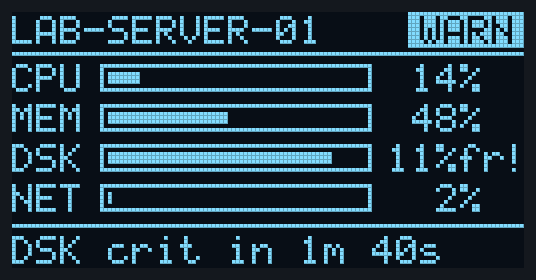 LAB-SERVER-01 WARN
CPU 14%
MEM 48%
DSK 11%fr!
NET 2%
DSK crit in 1m 40s